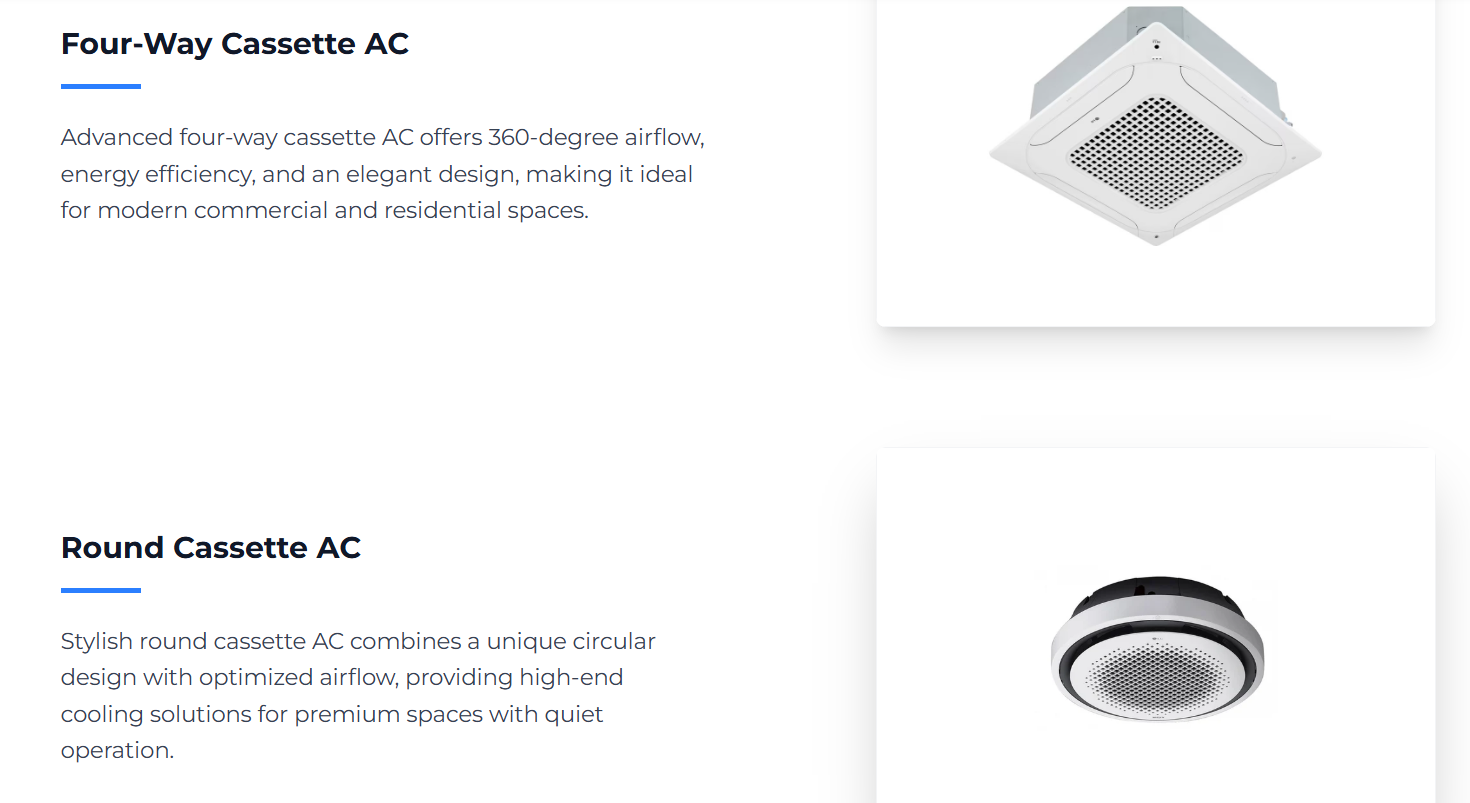 Four-Way Cassette AC
Advanced four-way cassette AC offers 360-degree airflow,
energy efficiency, and an elegant design, making it ideal
for modern commercial and residential spaces.
Round Cassette AC
Stylish round cassette AC combines a unique circular
design with optimized airflow, providing high-end
cooling solutions for premium spaces with quiet
operation.